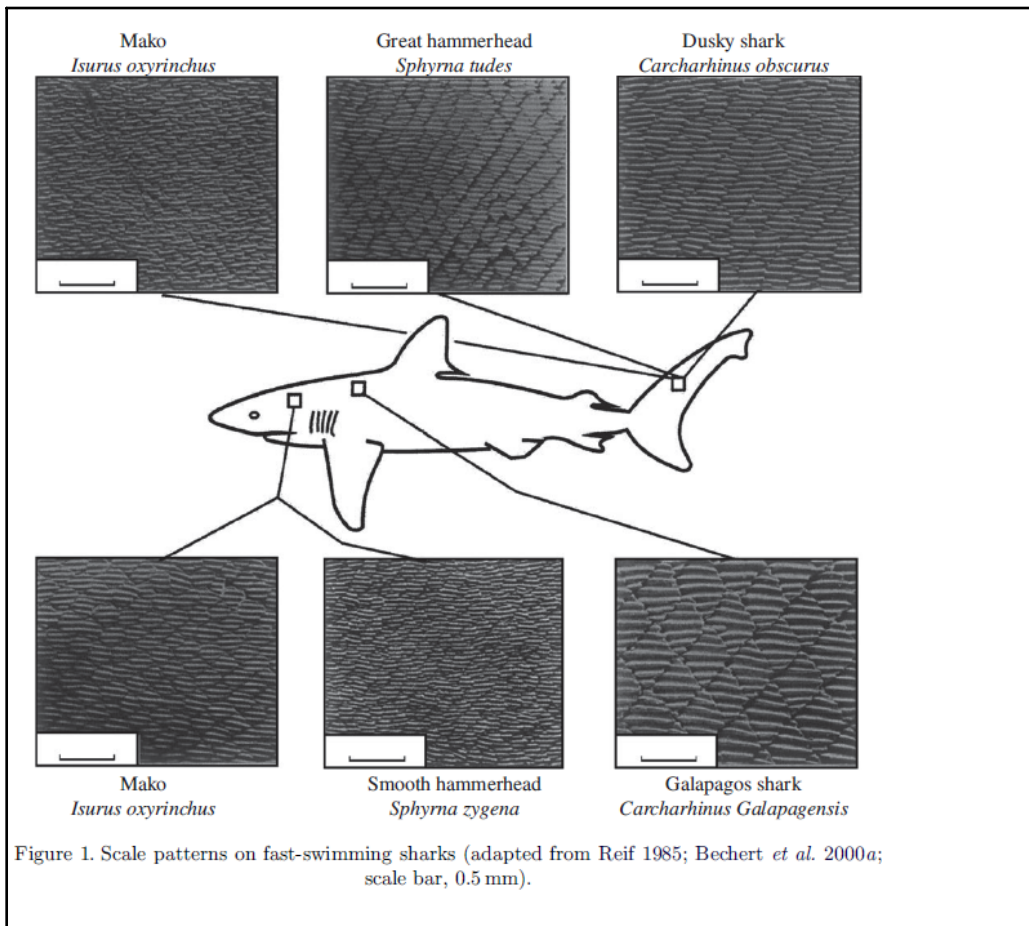 Mako
Isurus oxyrinchus
Great hammerhead
Sphyrna tudes
Dusky shark
Carcharhinus obscurus
Mako
Isurus oxyrinchus
Smooth hammerhead
Sphyrna zygena
Galapagos shark
Carcharhinus Galapagensis
Figure 1. Scale patterns on fast-swimming sharks (adapted from Reif 1985; Bechert et al. 2000a;
scale bar, 0.5 mm).